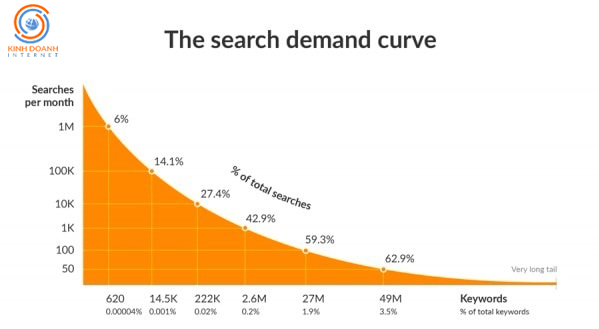 KINH DOANH
INTERNET
The search demand curve
Searches
per month
1M
100K
10K
1K
100
50
6%
14.1%
27.4%
42.9%
59.3%
62.9%
% of total searches
Very long tail
620 14.5K 222K 2.6M 27M 49M Keywords
0.00004% 0.001% 0.02% 0.2% 1.9% 3.5% % of total keywords